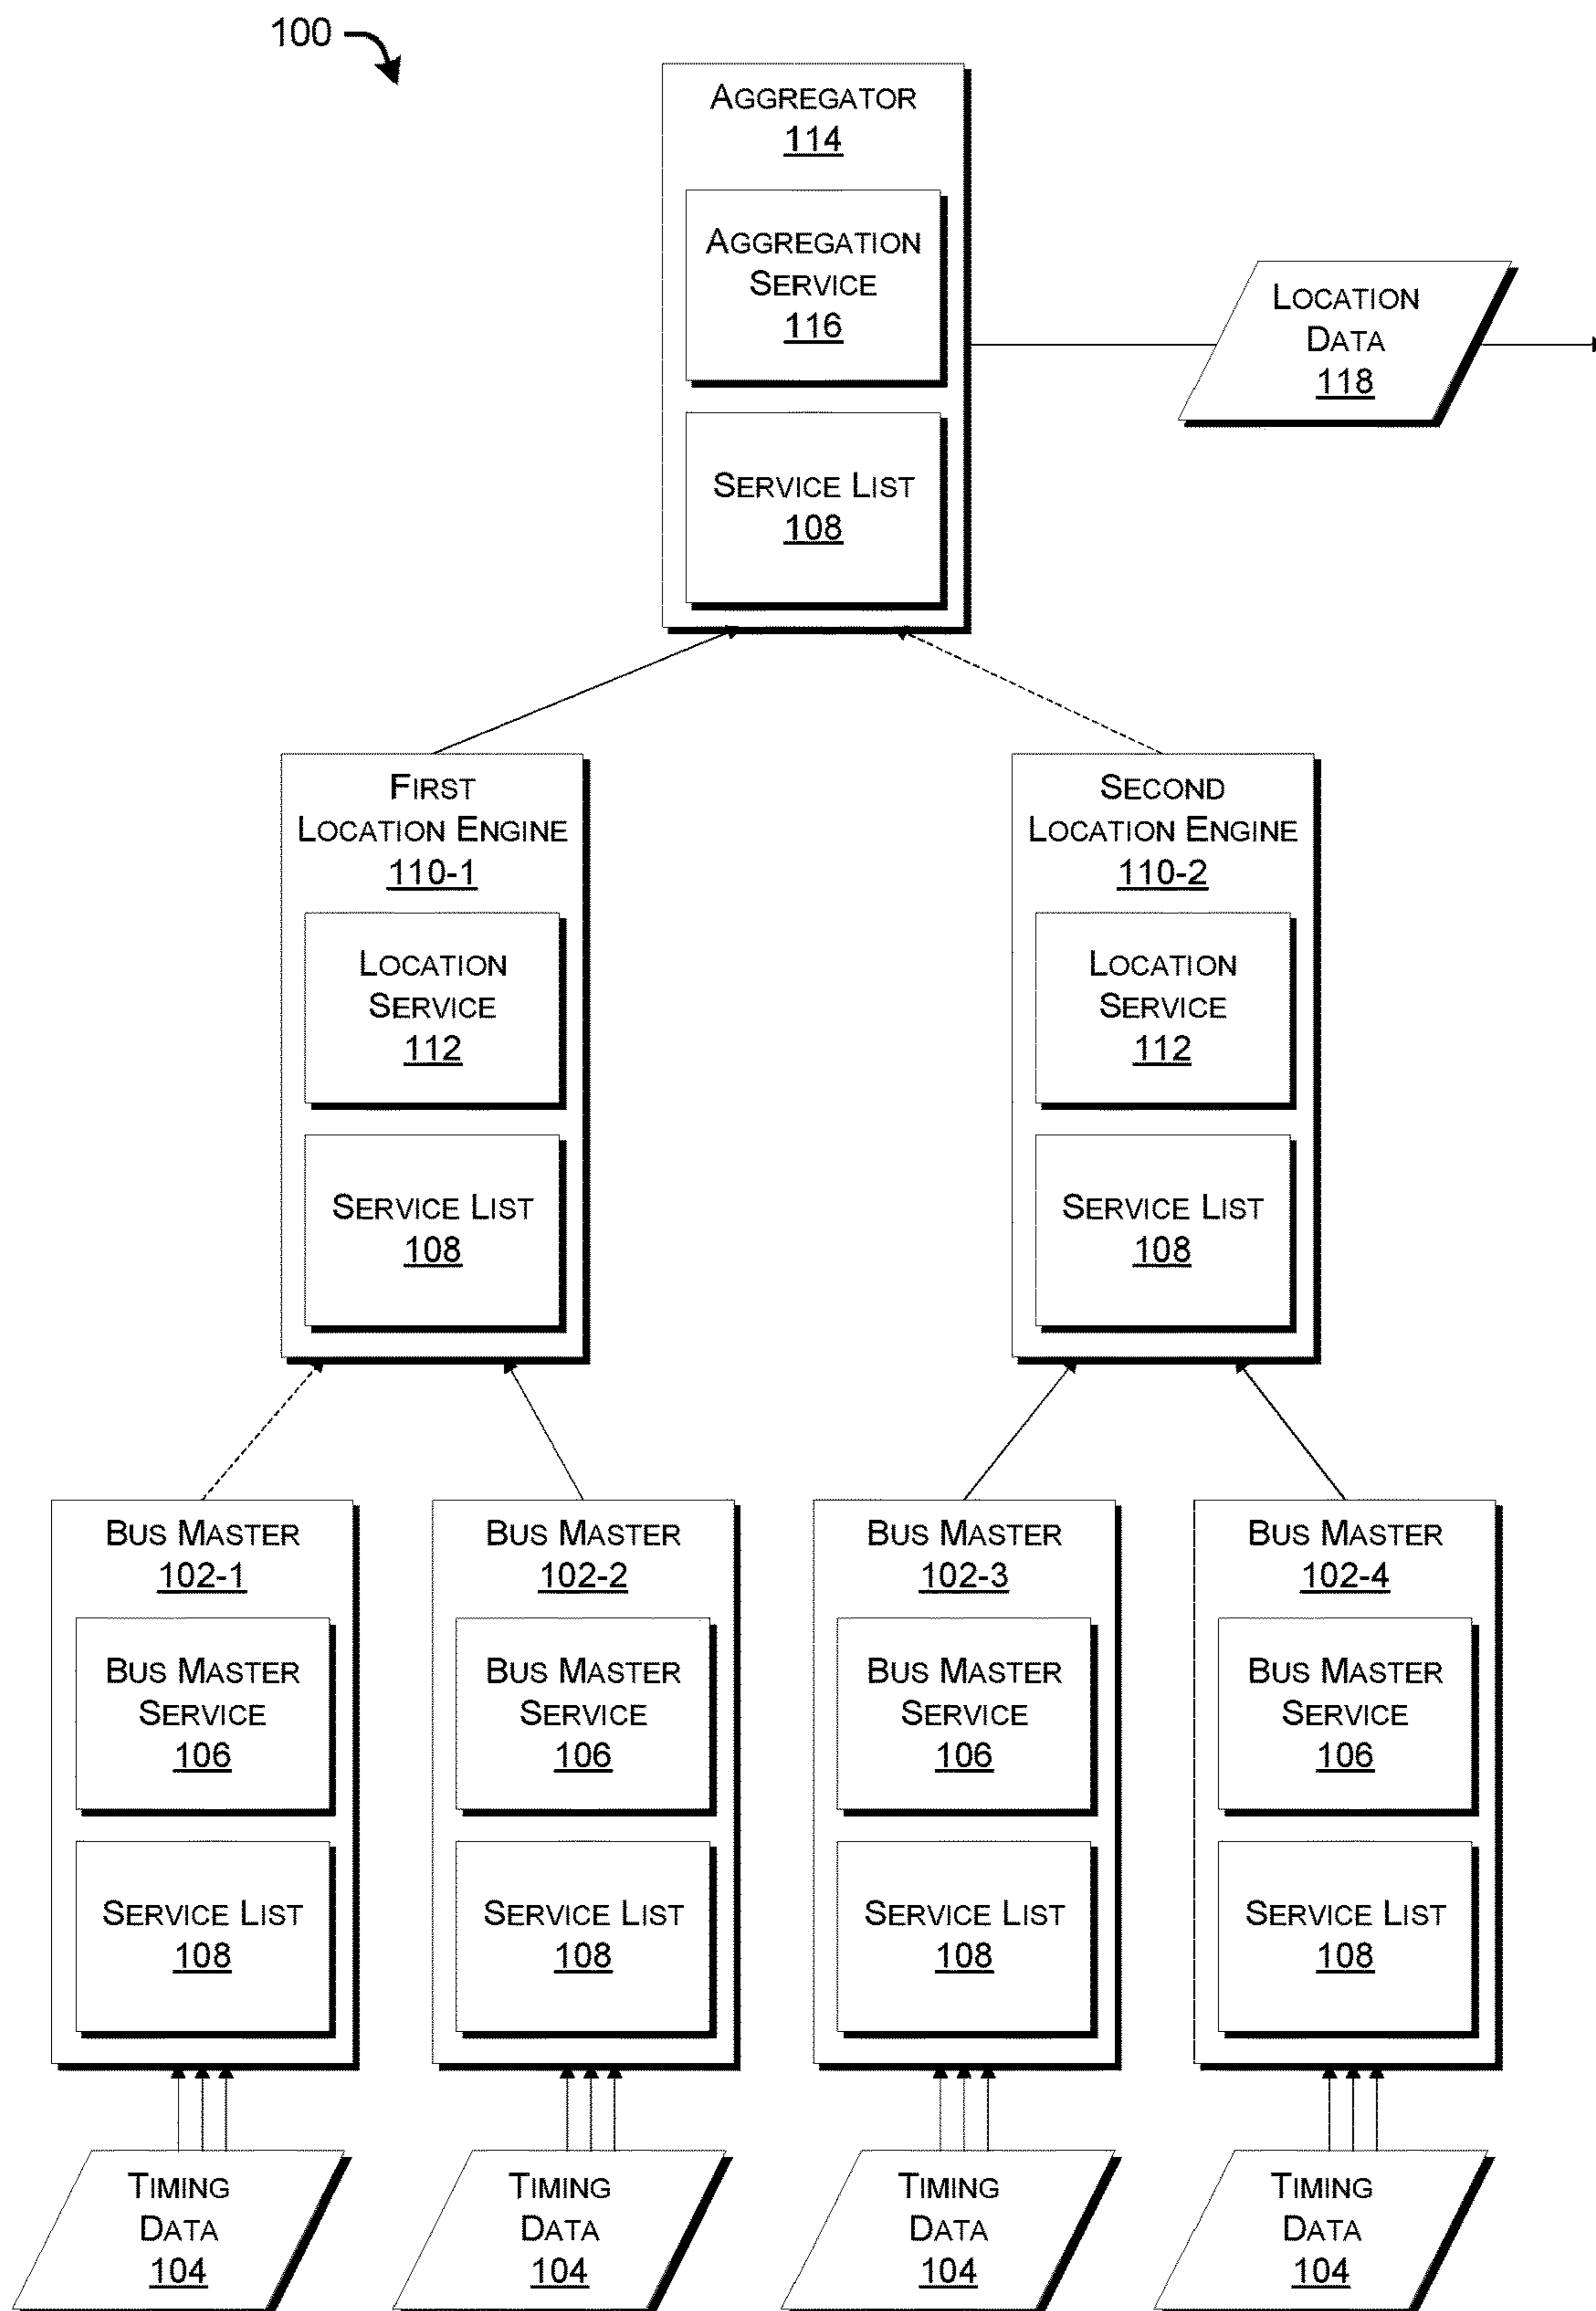 100
AGGREGATOR
114
AGGREGATION
SERVICE
116
LOCATION
DATA
118
SERVICE LIST
108
FIRST
LOCATION ENGINE
110-1
LOCATION
SERVICE
112
SERVICE LIST
108
SECOND
LOCATION ENGINE
110-2
LOCATION
SERVICE
112
SERVICE LIST
108
BUS MASTER
102-1
BUS MASTER
SERVICE
106
SERVICE LIST
108
BUS MASTER
102-2
BUS MASTER
SERVICE
106
SERVICE LIST
108
BUS MASTER
102-3
BUS MASTER
SERVICE
106
SERVICE LIST
108
BUS MASTER
102-4
BUS MASTER
SERVICE
106
SERVICE LIST
108
TIMING
DATA
104
TIMING
DATA
104
TIMING
DATA
104
TIMING
DATA
104